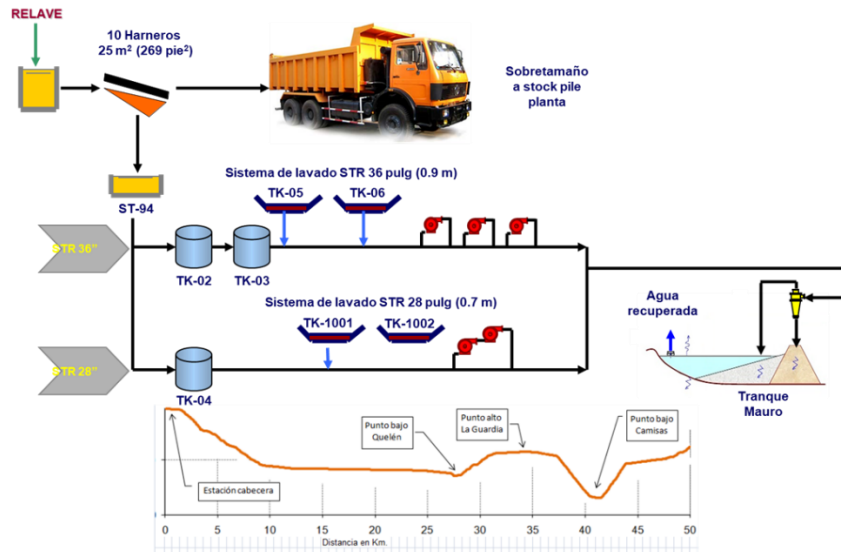 RELAVE
10 Harneros
25 m² (269 pie²)
Sobretamaño
a stock pile
planta
ST-94
Sistema de lavado STR 36 pulg (0.9 m)
TK-05
TK-06
STR 36"
TK-02
TK-03
Sistema de lavado STR 28 pulg (0.7 m)
TK-1001
TK-1002
STR 28"
TK-04
Agua
recuperada
Tranque
Mauro
Estación cabecera
Punto bajo
Quelén
Punto alto
La Guardia
Punto bajo
Camisas
0
5
10
15
20
25
30
35
40
45
50
Distancia en Km.